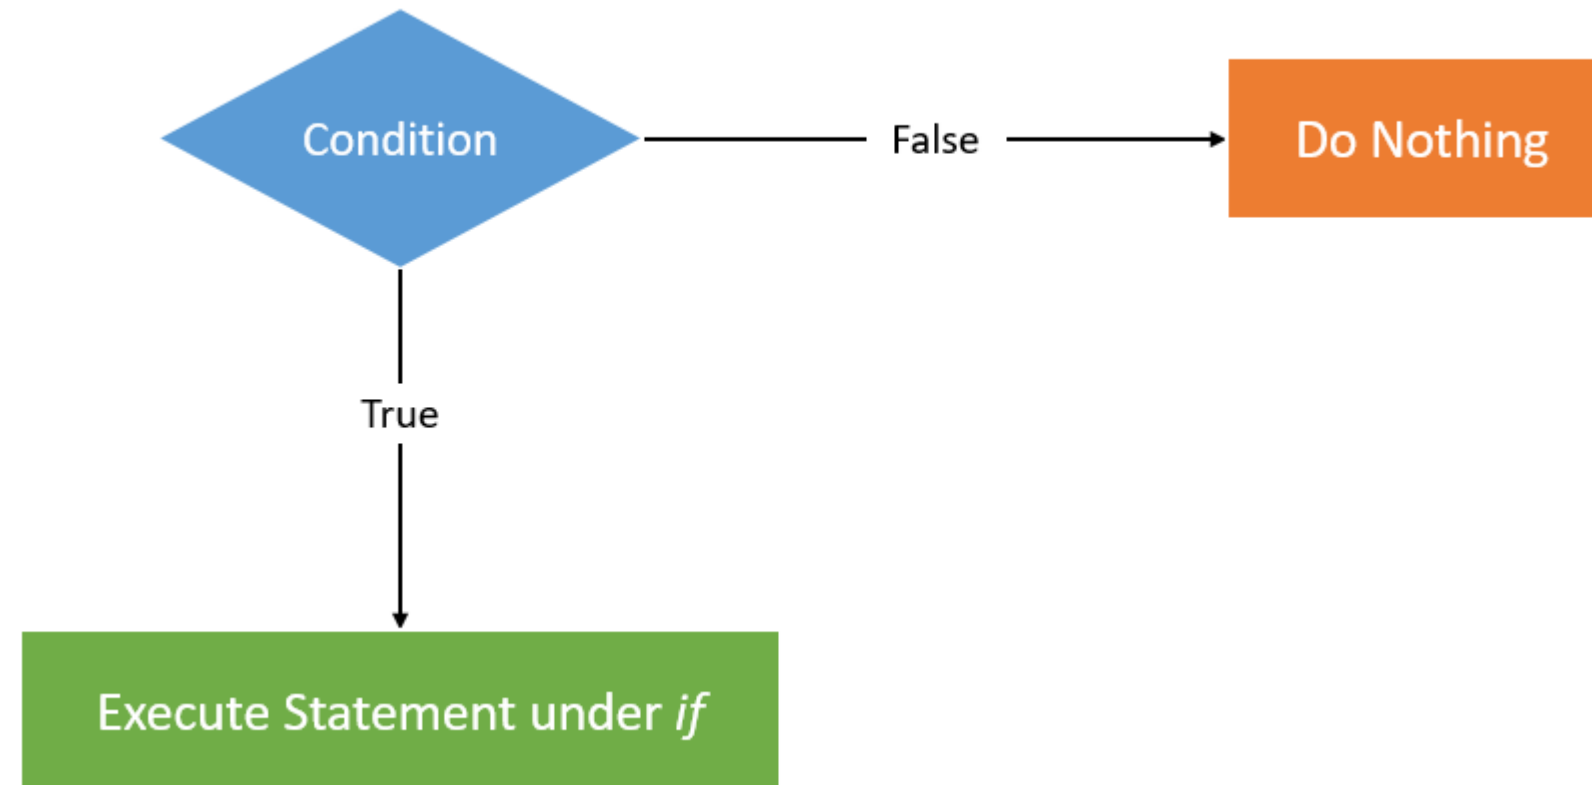 Condition
False
Do Nothing
True
Execute Statement under if